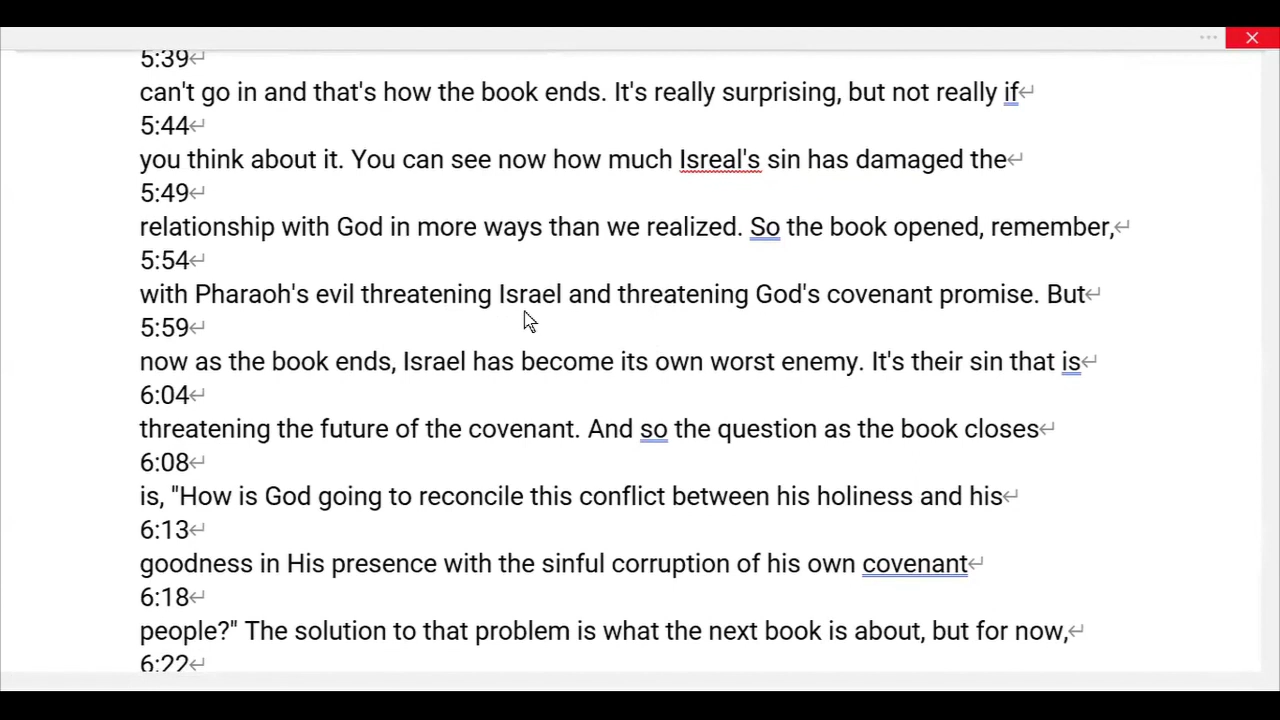 5:39↵
can't go in and that's how the book ends. It's really surprising, but not really if↵
5:44↵
you think about it. You can see now how much Isreal's sin has damaged the↵
5:49↵
relationship with God in more ways than we realized. So the book opened, remember,↵
5:54↵
with Pharaoh's evil threatening Israel and threatening God's covenant promise. But↵
5:59↵
now as the book ends, Israel has become its own worst enemy. It's their sin that is↵
6:04↵
threatening the future of the covenant. And so the question as the book closes↵
6:08↵
is, "How is God going to reconcile this conflict between his holiness and his↵
6:13↵
goodness in His presence with the sinful corruption of his own covenant↵
6:18↵
people?" The solution to that problem is what the next book is about, but for now,↵
6:22↵